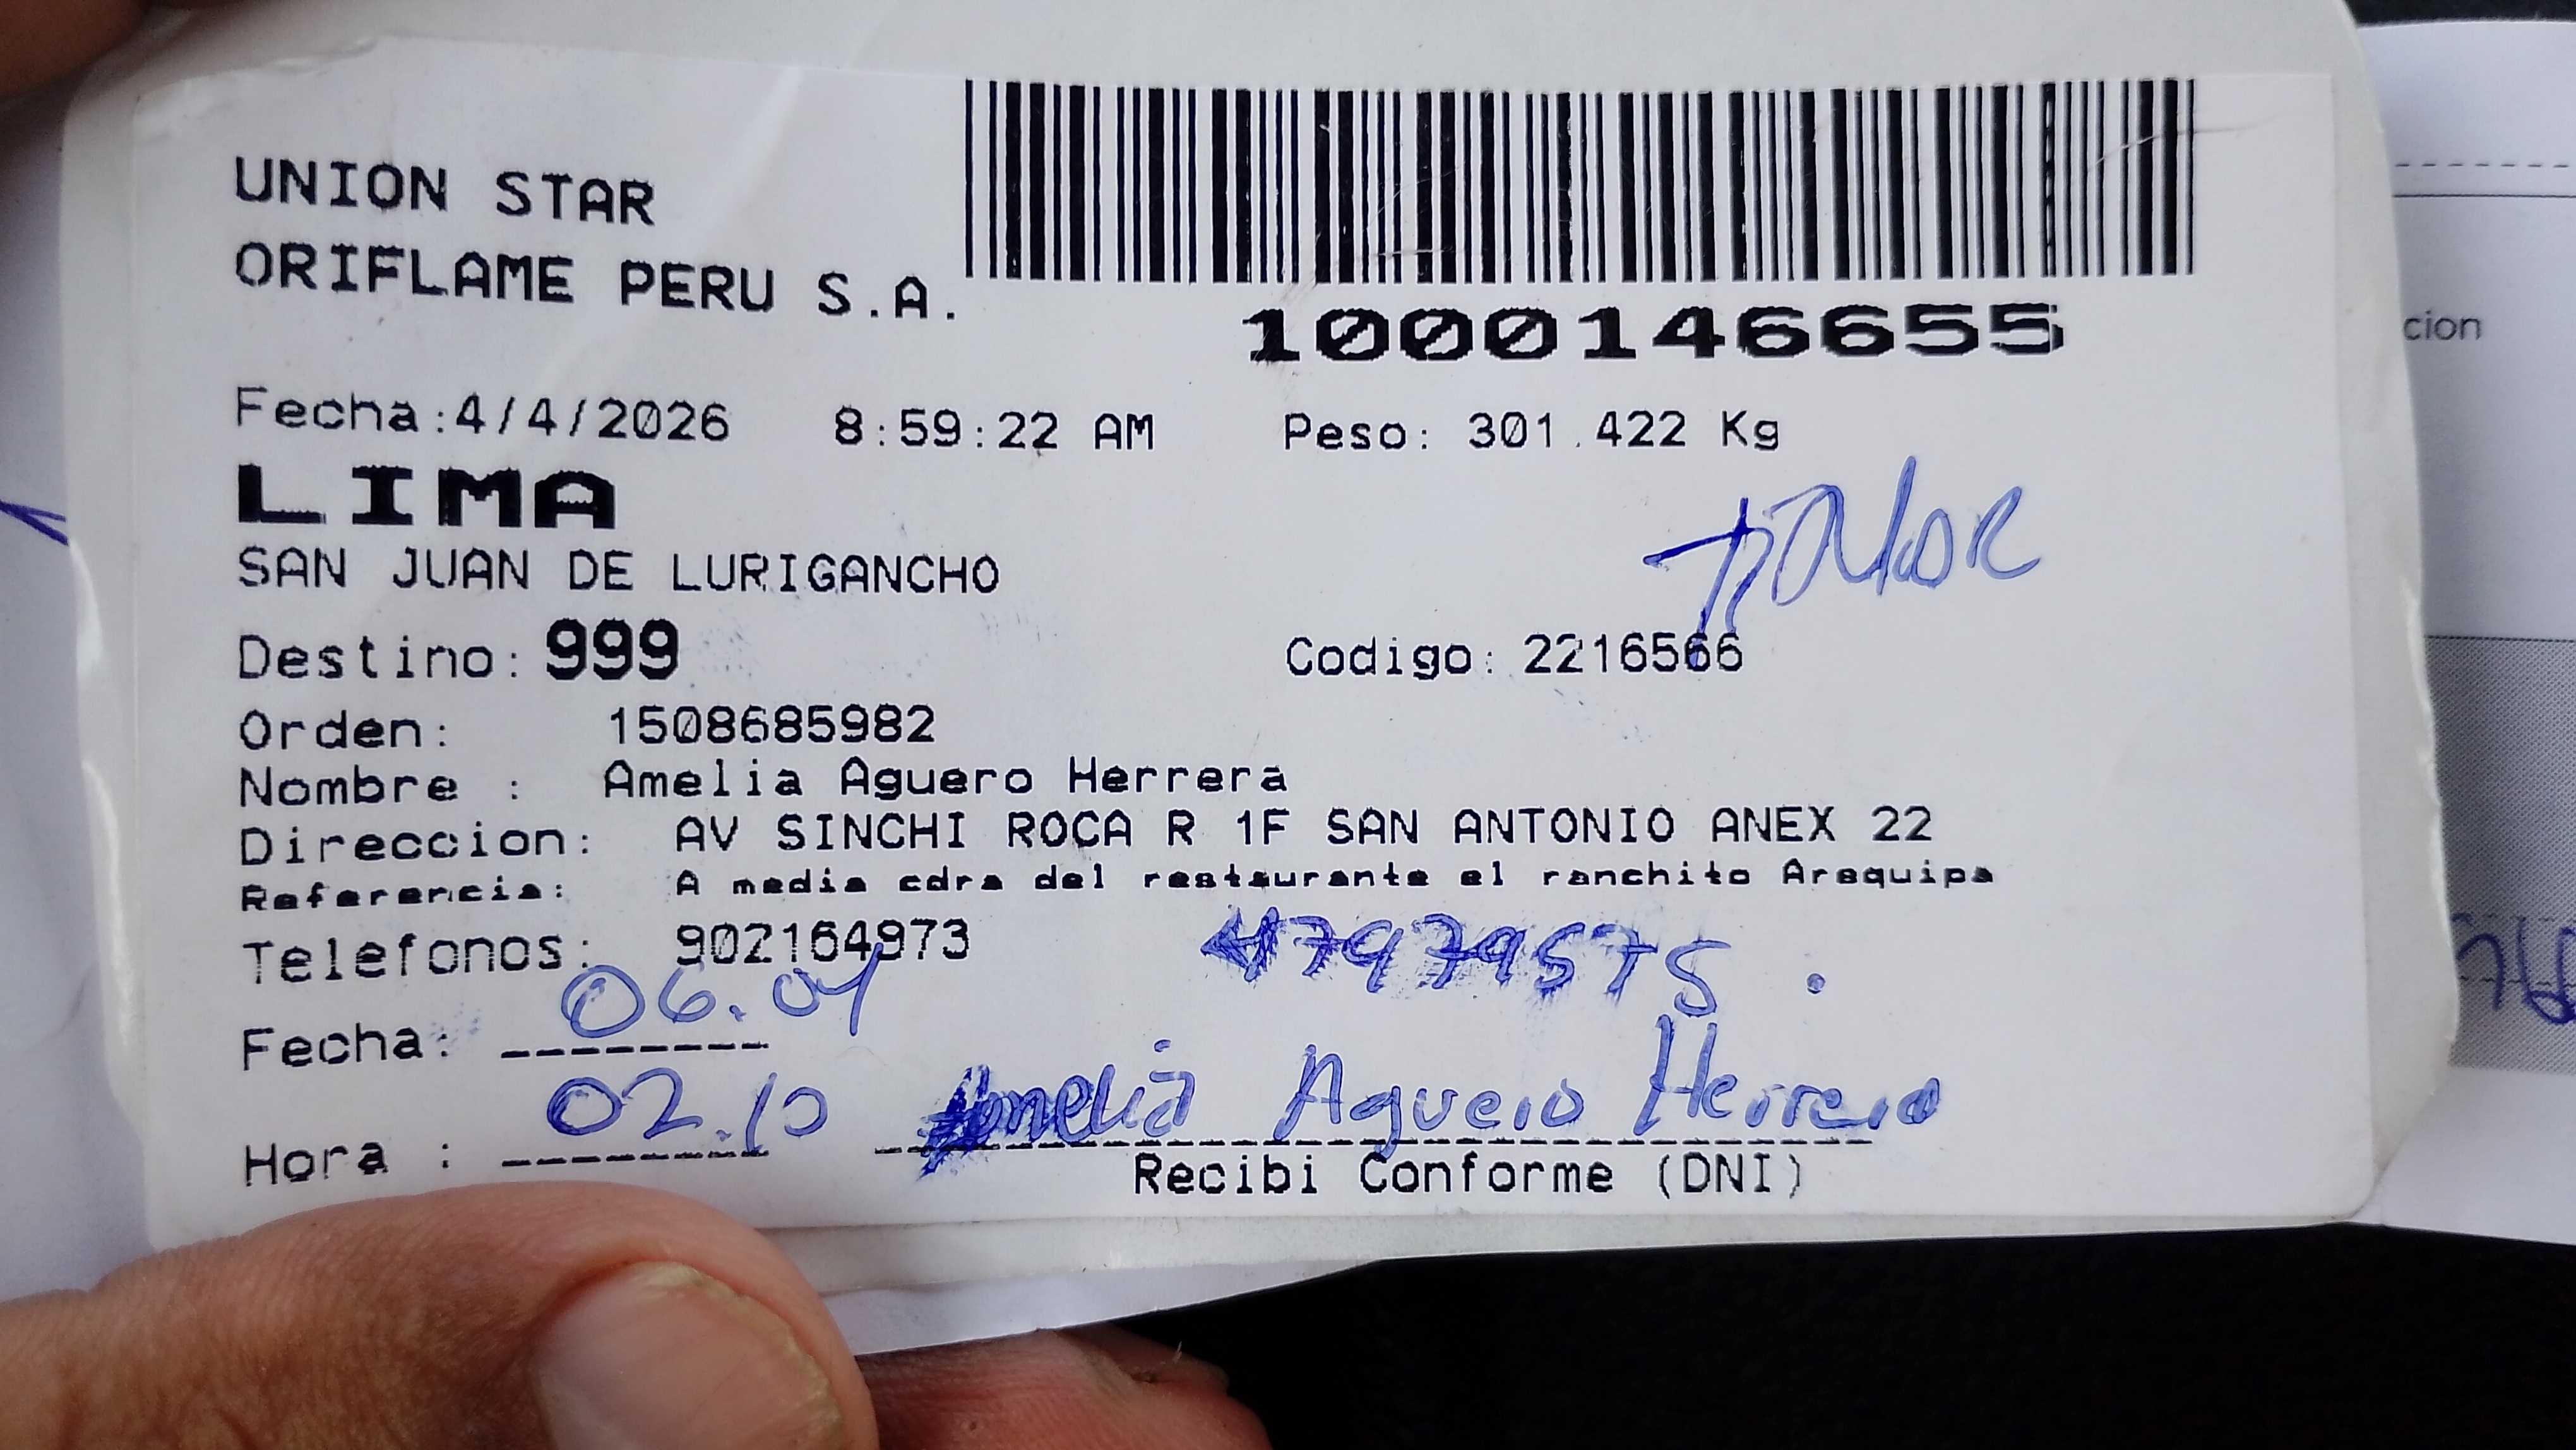 UNION STAR
ORIFLAME PERU S.A.
1000146655
Fecha:4/4/2026 8:59:22 AM Peso: 301.422 Kg
LIMA
SAN JUAN DE LURIGANCHO
Destino: 999 Codigo: 2216566
Orden: 1508685982
Nombre : Amelia Aguero Herrera
Direccion: AV SINCHI ROCA R 1F SAN ANTONIO ANEX 22
Referencia: A media cdra del restaurante el ranchito Arequipa
Telefonos: 902164973 47979575.
Fecha: 06.04
Hora : 02.10 Amelia Aguero Herrera
Recibi Conforme (DNI)
cion